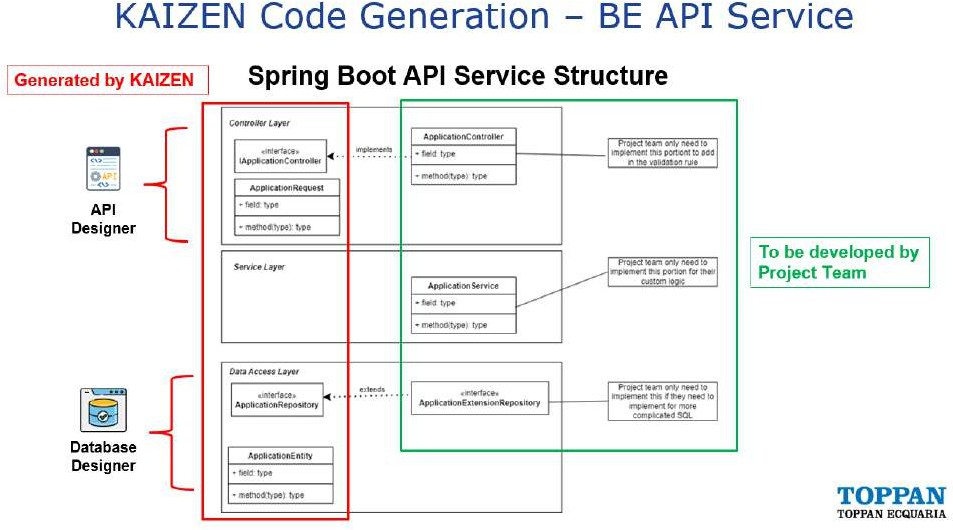 KAIZEN Code Generation – BE API Service
Generated by KAIZEN
Spring Boot API Service Structure
Controller Layer
«interface»
IApplicationController
implements
ApplicationController
+ field: type
+ method(type): type
Project team only need to
implement this portion to add
in the validation rule
ApplicationRequest
+ field: type
+ method(type): type
API
API
Designer
Service Layer
ApplicationService
+ field: type
+ method(type): type
Project team only need to
implement this portion for their
custom logic
To be developed by
Project Team
Data Access Layer
«interface»
ApplicationRepository
extends
«interface»
ApplicationExtensionRepository
Project team only need to
implement this if they need to
implement for more
complicated SQL
Database
Designer
ApplicationEntity
+ field: type
+ method(type): type
TOPPAN
TOPPAN ECQUARIA